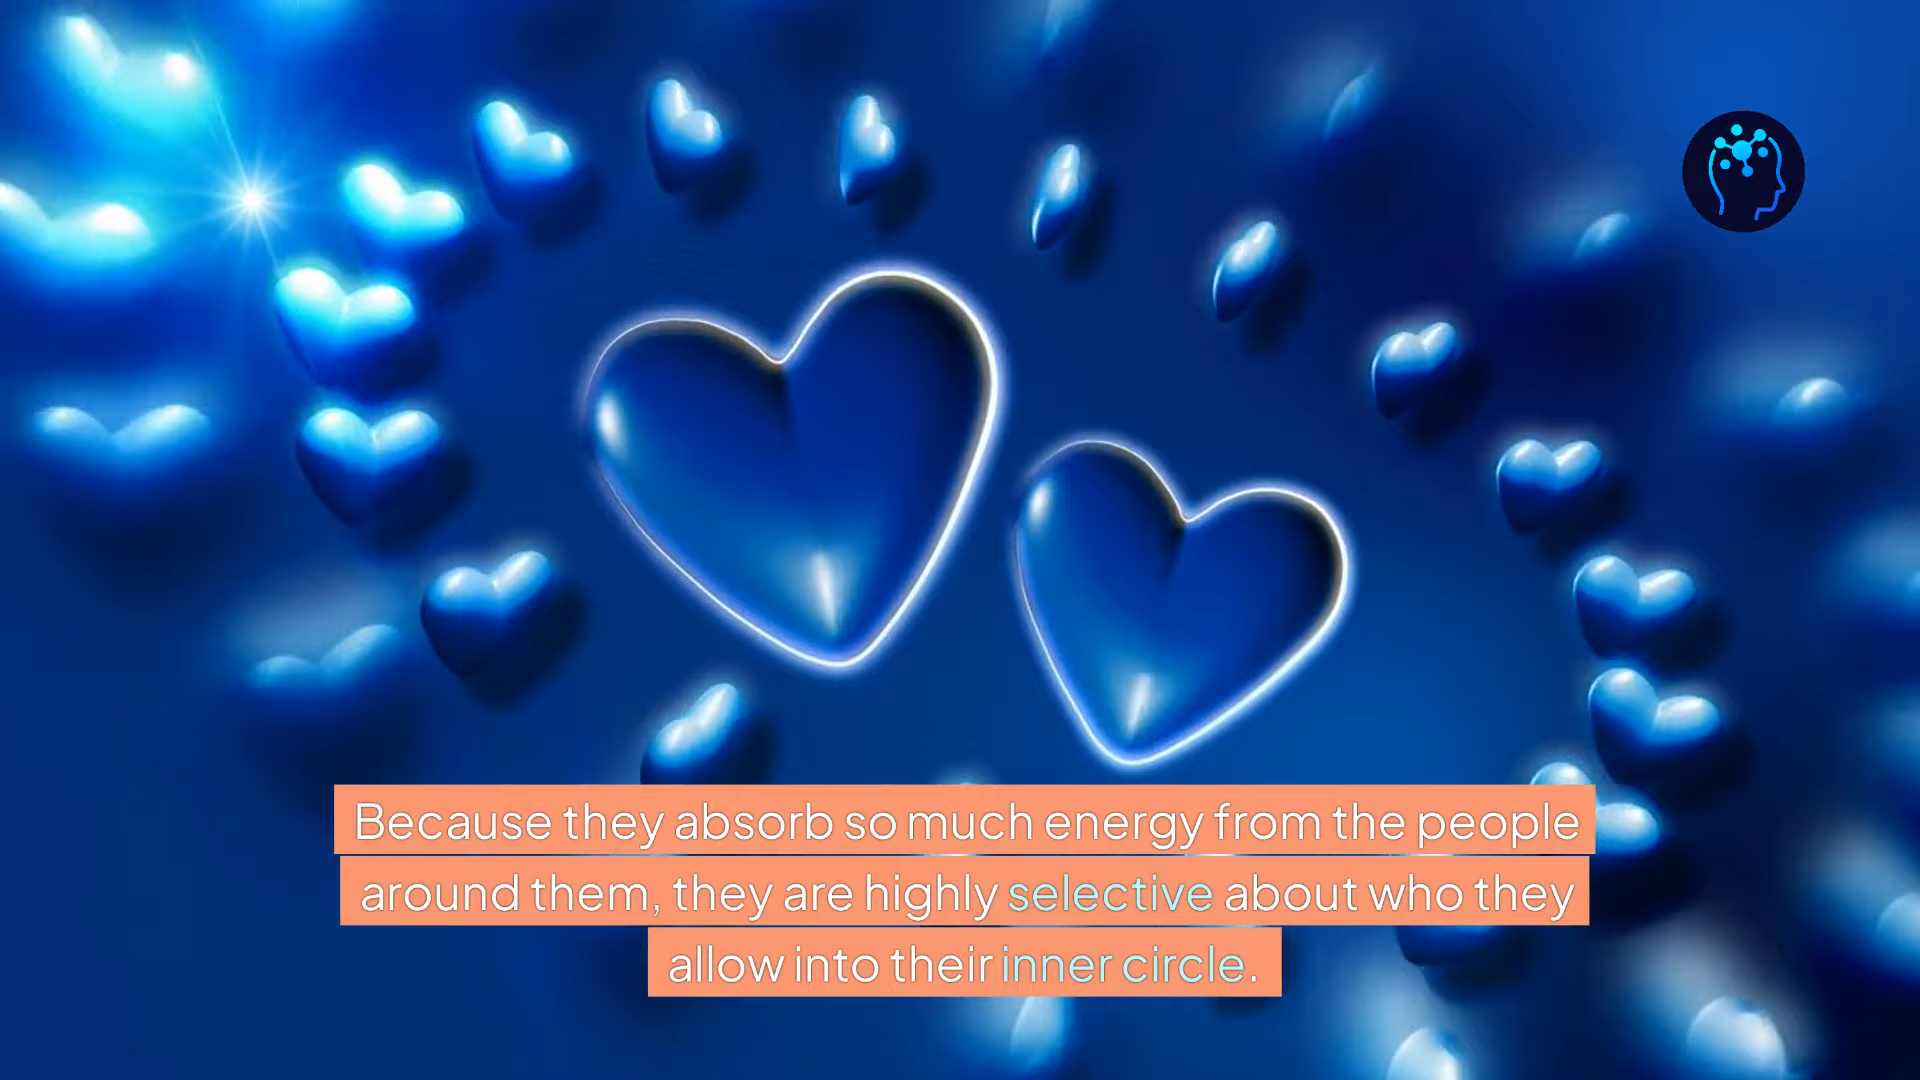 Because they absorb so much energy from the people
around them, they are highly selective about who they
allow into their inner circle.